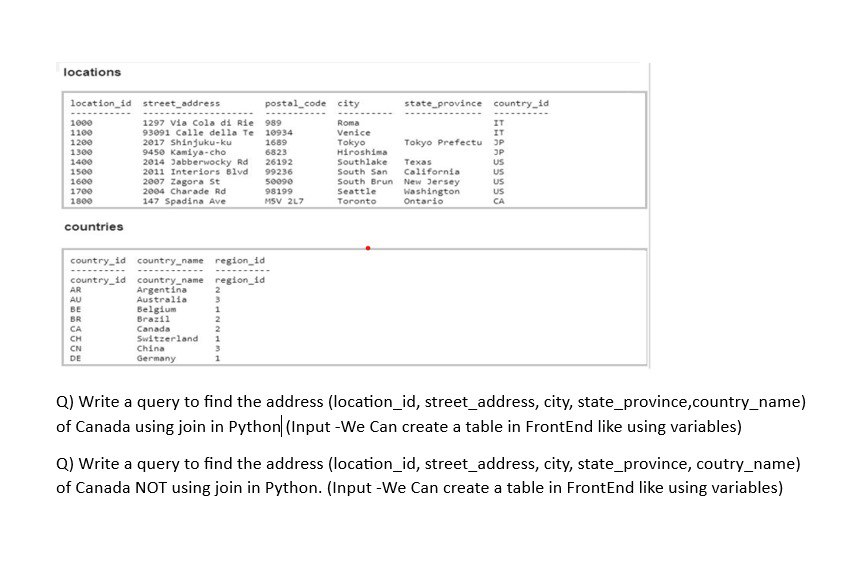 locations
location_id street_address postal_code city state_province country_id
----------- -------------------- ----------- ---------- -------------- ----------
1000 1297 Via Cola di Rie 989 Roma IT
1100 93091 Calle della Te 10934 Venice IT
1200 2017 Shinjuku-ku 1689 Tokyo Tokyo Prefectu JP
1300 9450 Kamiya-cho 6823 Hiroshima JP
1400 2014 Jabberwocky Rd 26192 Southlake Texas US
1500 2011 Interiors Blvd 99236 South San California US
1600 2007 Zagora St 50090 South Brun New Jersey US
1700 2004 Charade Rd 98199 Seattle Washington US
1800 147 Spadina Ave M5V 2L7 Toronto Ontario CA
countries
country_id country_name region_id
---------- ------------ ----------
country_id country_name region_id
AR Argentina 2
AU Australia 3
BE Belgium 1
BR Brazil 2
CA Canada 2
CH Switzerland 1
CN China 3
DE Germany 1
Q) Write a query to find the address (location_id, street_address, city, state_province,country_name)
of Canada using join in Python (Input -We Can create a table in FrontEnd like using variables)
Q) Write a query to find the address (location_id, street_address, city, state_province, coutry_name)
of Canada NOT using join in Python. (Input -We Can create a table in FrontEnd like using variables)